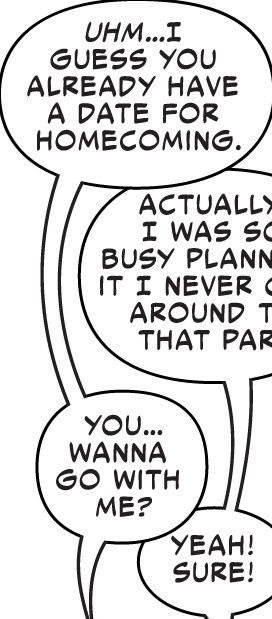 UHM...I
GUESS YOU
ALREADY HAVE
A DATE FOR
HOMECOMING.
ACTUALLY
I WAS
BUSY
IT I NEVER
AROUND
THAT
YOU...
WANNA
GO WITH
ME?
YEAH!
SURE!